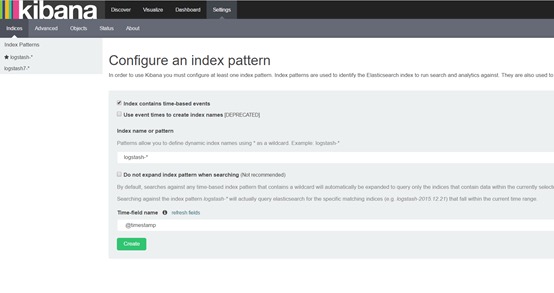 kibana
Discover Visualize Dashboard Settings
Indices Advanced Objects Status About
Index Patterns
logstash-*
logstash7-*
Configure an index pattern
In order to use Kibana you must configure at least one index pattern. Index patterns are used to identify the Elasticsearch index to run search and analytics against. They are also used to
Index contains time-based events
Use event times to create index names [DEPRECATED]
Index name or pattern
Patterns allow you to define dynamic index names using * as a wildcard. Example: logstash-*
logstash-*
Do not expand index pattern when searching (Not recommended)
By default, searches against any time-based index pattern that contains a wildcard will automatically be expanded to query only the indices that contain data within the currently select
Searching against the index pattern logstash-* will actually query elasticsearch for the specific matching indices (e.g. logstash-2015.12.21) that fall within the current time range.
Time-field name refresh fields
@timestamp
Create